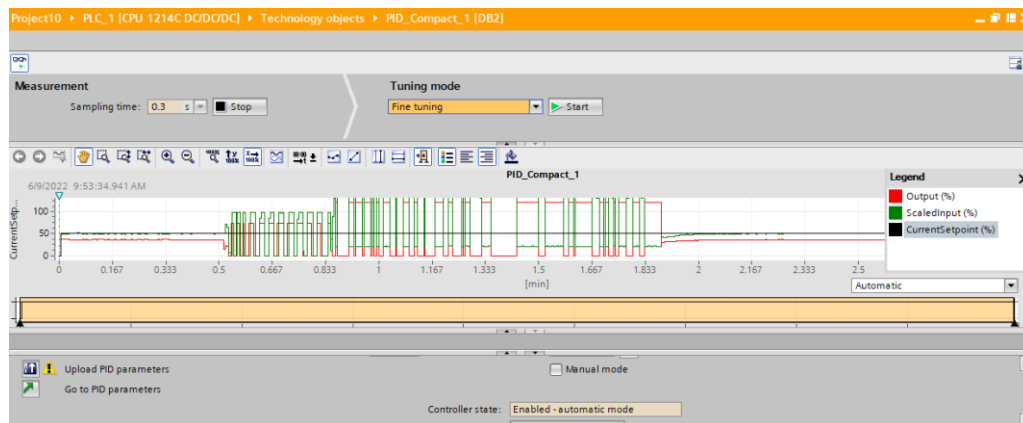 Project10 ▸ PLC_1 [CPU 1214C DC/DC/DC] ▸ Technology objects ▸ PID_Compact_1 [DB2]
Measurement
Tuning mode
Sampling time: 0.3 s
Stop
Fine tuning
Start
PID_Compact_1
6/9/2022 9:53:34.941 AM
Legend
Output (%)
ScaledInput (%)
CurrentSetpoint (%)
CurrentSetp...
100
50
0
0 0.167 0.333 0.5 0.667 0.833 1 1.167 1.333 1.5 1.667 1.833 2 2.167 2.333 2.5
[min]
Automatic
Upload PID parameters
Manual mode
Go to PID parameters
Controller state: Enabled - automatic mode